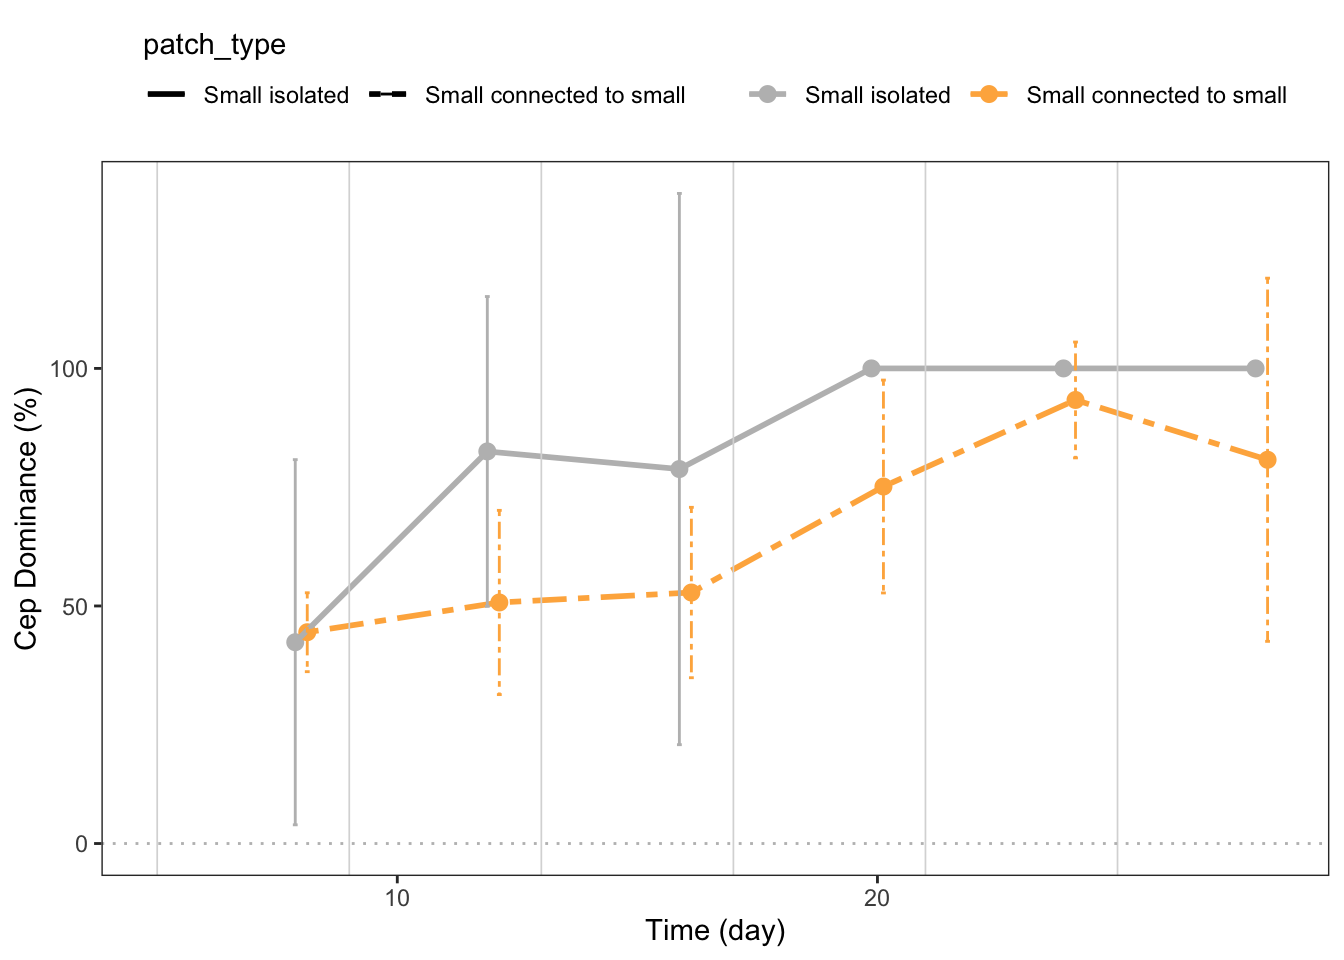 patch_type
Small isolated Small connected to small Small isolated Small connected to small
100
50
0
Cep Dominance (%)
10 20
Time (day)